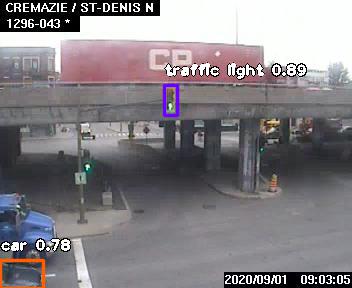 CREMAZIE / ST-DENIS N
1296-043 *
CP
traffic light 0.89
car 0.78
2020/09/01 09:03:05